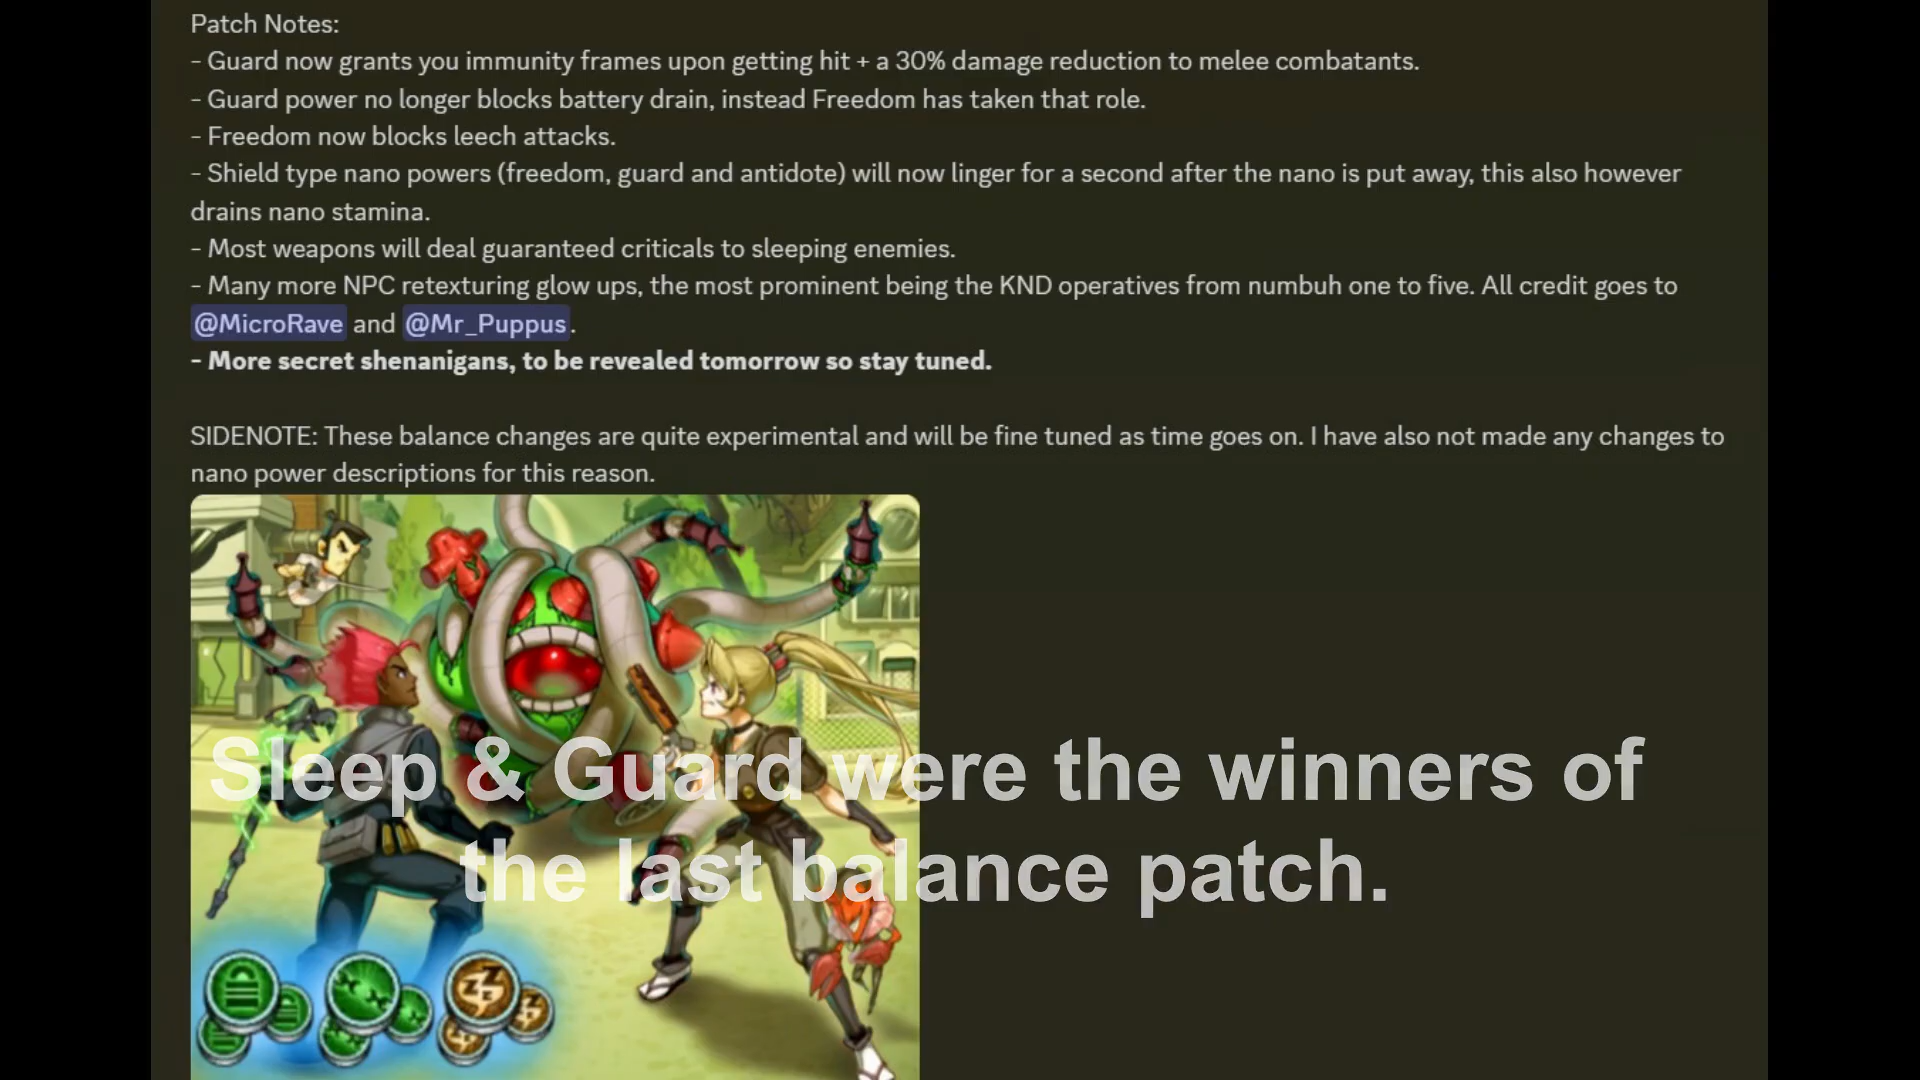 Patch Notes:
- Guard now grants you immunity frames upon getting hit + a 30% damage reduction to melee combatants.
- Guard power no longer blocks battery drain, instead Freedom has taken that role.
- Freedom now blocks leech attacks.
- Shield type nano powers (freedom, guard and antidote) will now linger for a second after the nano is put away, this also however
drains nano stamina.
- Most weapons will deal guaranteed criticals to sleeping enemies.
- Many more NPC retexturing glow ups, the most prominent being the KND operatives from numbuh one to five. All credit goes to
@MicroRave and @Mr_Puppus.
- More secret shenanigans, to be revealed tomorrow so stay tuned.
SIDENOTE: These balance changes are quite experimental and will be fine tuned as time goes on. I have also not made any changes to
nano power descriptions for this reason.
Sleep & Guard were the winners of
the last balance patch.